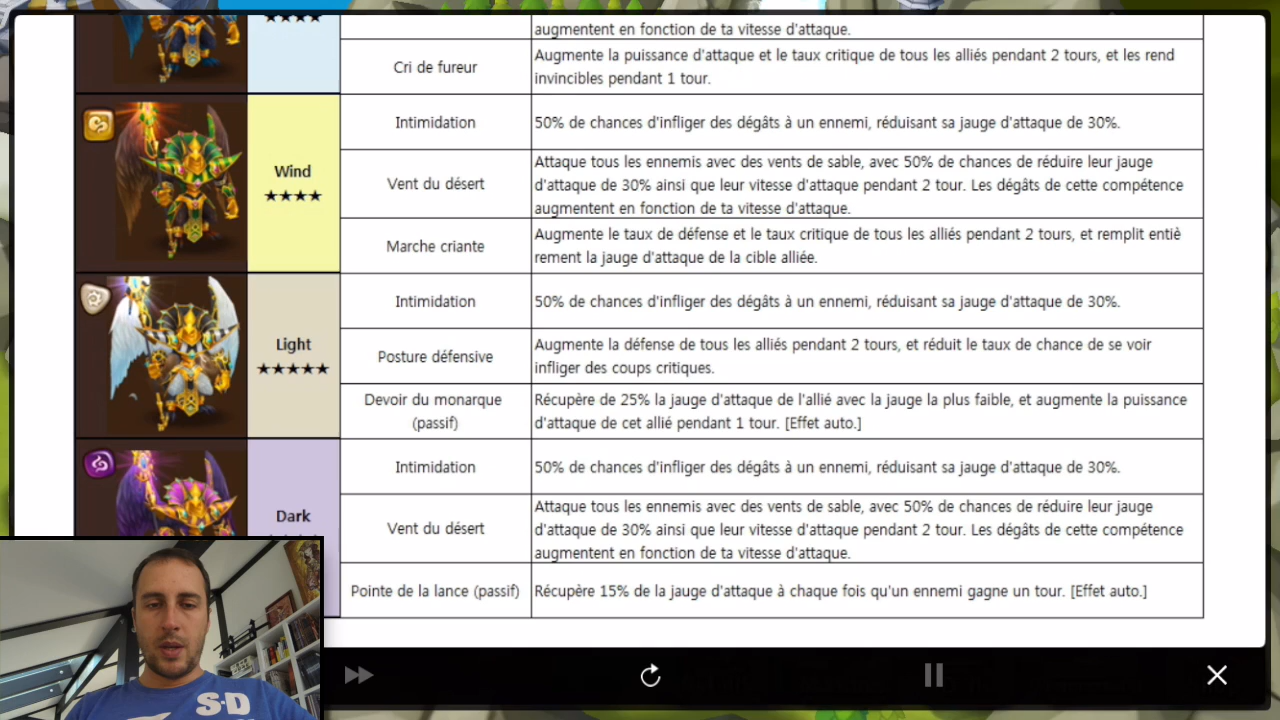 augmentent en fonction de ta vitesse d'attaque.
Cri de fureur
Augmente la puissance d'attaque et le taux critique de tous les alliés pendant 2 tours, et les rend
invincibles pendant 1 tour.
Wind
★★★★
Intimidation
50% de chances d'infliger des dégâts à un ennemi, réduisant sa jauge d'attaque de 30%.
Vent du désert
Attaque tous les ennemis avec des vents de sable, avec 50% de chances de réduire leur jauge
d'attaque de 30% ainsi que leur vitesse d'attaque pendant 2 tour. Les dégâts de cette compétence
augmentent en fonction de ta vitesse d'attaque.
Marche criante
Augmente le taux de défense et le taux critique de tous les alliés pendant 2 tours, et remplit entiè
rement la jauge d'attaque de la cible alliée.
Light
★★★★★
Intimidation
50% de chances d'infliger des dégâts à un ennemi, réduisant sa jauge d'attaque de 30%.
Posture défensive
Augmente la défense de tous les alliés pendant 2 tours, et réduit le taux de chance de se voir
infliger des coups critiques.
Devoir du monarque
(passif)
Récupère de 25% la jauge d'attaque de l'allié avec la jauge la plus faible, et augmente la puissance
d'attaque de cet allié pendant 1 tour. [Effet auto.]
Dark
Intimidation
50% de chances d'infliger des dégâts à un ennemi, réduisant sa jauge d'attaque de 30%.
Vent du désert
Attaque tous les ennemis avec des vents de sable, avec 50% de chances de réduire leur jauge
d'attaque de 30% ainsi que leur vitesse d'attaque pendant 2 tour. Les dégâts de cette compétence
augmentent en fonction de ta vitesse d'attaque.
Pointe de la lance (passif)
Récupère 15% de la jauge d'attaque à chaque fois qu'un ennemi gagne un tour. [Effet auto.]
S-D